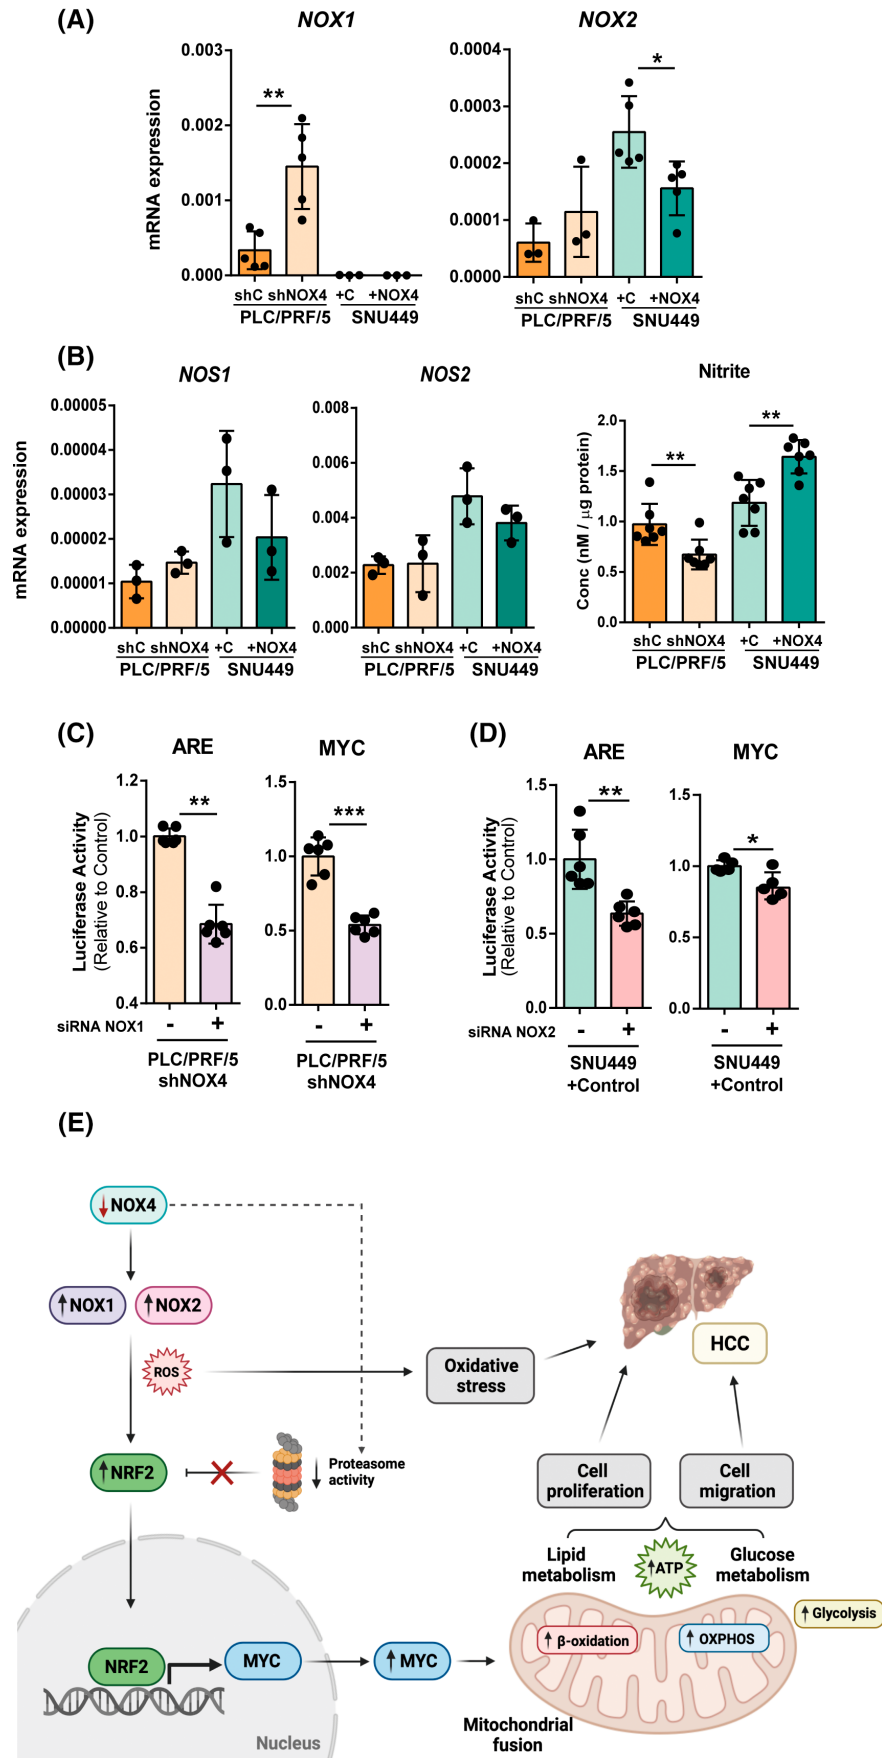 (A)
NOX1
NOX2
mRNA expression
0.003
0.002
0.001
0.000
**
shC shNOX4 +C +NOX4
PLC/PRF/5 SNU449
0.0004
0.0003
0.0002
0.0001
0.0000
*
shC shNOX4 +C +NOX4
PLC/PRF/5 SNU449
(B)
NOS1
NOS2
Nitrite
mRNA expression
0.00005
0.00004
0.00003
0.00002
0.00001
0.00000
shC shNOX4 +C +NOX4
PLC/PRF/5 SNU449
0.008
0.006
0.004
0.002
0.000
shC shNOX4 +C +NOX4
PLC/PRF/5 SNU449
Conc (nM / µg protein)
2.0
1.5
1.0
0.5
0.0
**
**
shC shNOX4 +C +NOX4
PLC/PRF/5 SNU449
(C)
ARE
MYC
Luciferase Activity
(Relative to Control)
1.2
1.0
0.8
0.6
0.4
**
1.5
1.0
0.5
0.0
***
siRNA NOX1 - + - +
PLC/PRF/5
shNOX4
PLC/PRF/5
shNOX4
(D)
ARE
MYC
Luciferase Activity
(Relative to Control)
1.5
1.0
0.5
0.0
**
1.5
1.0
0.5
0.0
*
siRNA NOX2 - + - +
SNU449
+Control
SNU449
+Control
(E)
↓NOX4
↑NOX1
↑NOX2
ROS
Oxidative
stress
HCC
↑NRF2
↓ Proteasome
activity
Cell
proliferation
Cell
migration
Lipid
metabolism
↑ATP
Glucose
metabolism
↑ Glycolysis
↑ β-oxidation
↑ OXPHOS
NRF2
MYC
↑ MYC
Mitochondrial
fusion
Nucleus